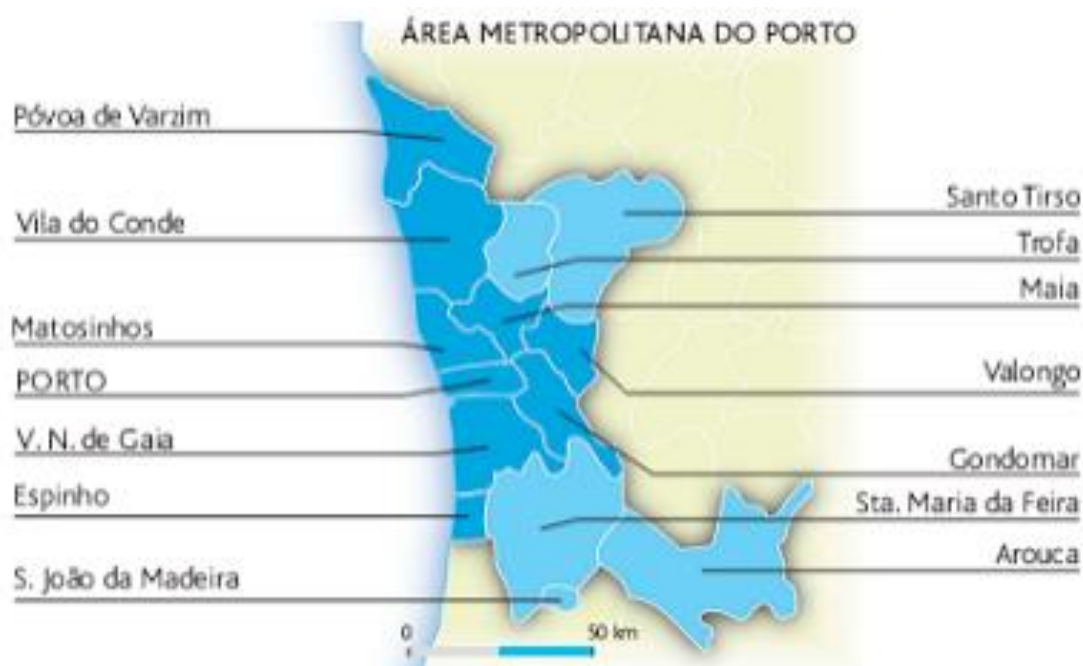 ÁREA METROPOLITANA DO PORTO
Póvoa de Varzim
Vila do Conde
Matosinhos
PORTO
V. N. de Gaia
Espinho
S. João da Madeira
Santo Tirso
Trofa
Maia
Valongo
Gondomar
Sta. Maria da Feira
Arouca
0 50 km